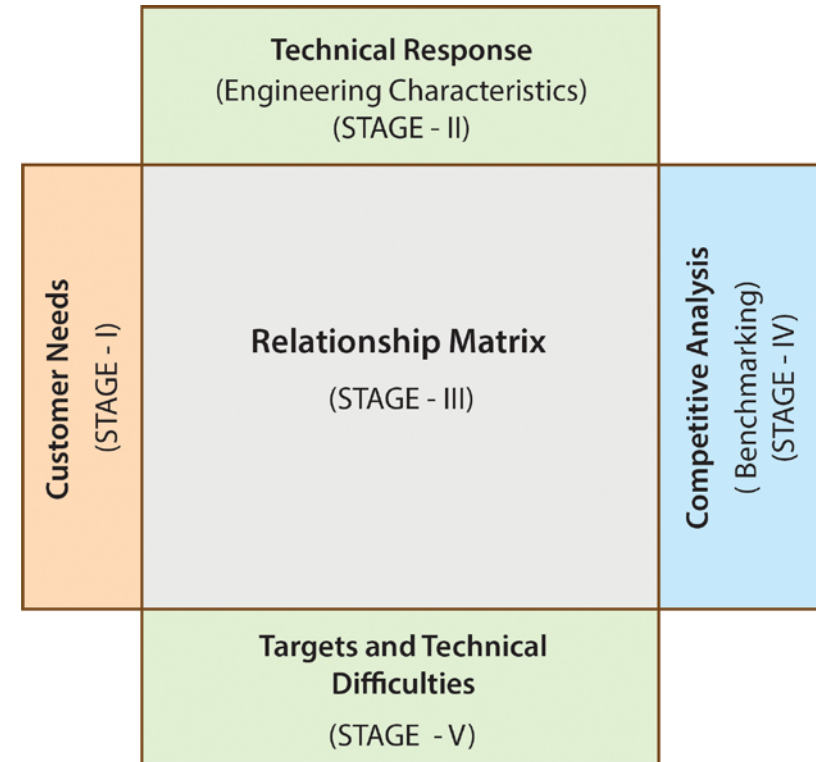 Technical Response
(Engineering Characteristics)
(STAGE - II)
Customer Needs
(STAGE - I)
Relationship Matrix
(STAGE - III)
Competitive Analysis
( Benchmarking)
(STAGE - IV)
Targets and Technical
Difficulties
(STAGE - V)